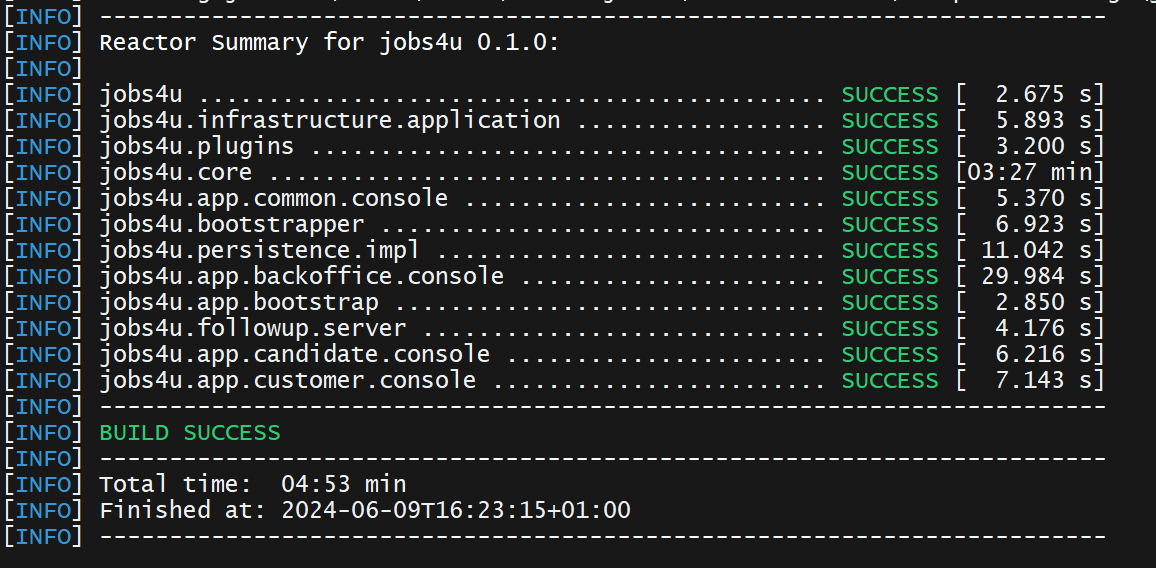 [INFO] ------------------------------------------------------------------------
[INFO] Reactor Summary for jobs4u 0.1.0:
[INFO]
[INFO] jobs4u ............................................. SUCCESS [  2.675 s]
[INFO] jobs4u.infrastructure.application .................. SUCCESS [  5.893 s]
[INFO] jobs4u.plugins ..................................... SUCCESS [  3.200 s]
[INFO] jobs4u.core ........................................ SUCCESS [03:27 min]
[INFO] jobs4u.app.common.console .......................... SUCCESS [  5.370 s]
[INFO] jobs4u.bootstrapper ................................ SUCCESS [  6.923 s]
[INFO] jobs4u.persistence.impl ............................ SUCCESS [ 11.042 s]
[INFO] jobs4u.app.backoffice.console ...................... SUCCESS [ 29.984 s]
[INFO] jobs4u.app.bootstrap ............................... SUCCESS [  2.850 s]
[INFO] jobs4u.followup.server ............................. SUCCESS [  4.176 s]
[INFO] jobs4u.app.candidate.console ....................... SUCCESS [  6.216 s]
[INFO] jobs4u.app.customer.console ........................ SUCCESS [  7.143 s]
[INFO] ------------------------------------------------------------------------
[INFO] BUILD SUCCESS
[INFO] ------------------------------------------------------------------------
[INFO] Total time:  04:53 min
[INFO] Finished at: 2024-06-09T16:23:15+01:00
[INFO] ------------------------------------------------------------------------